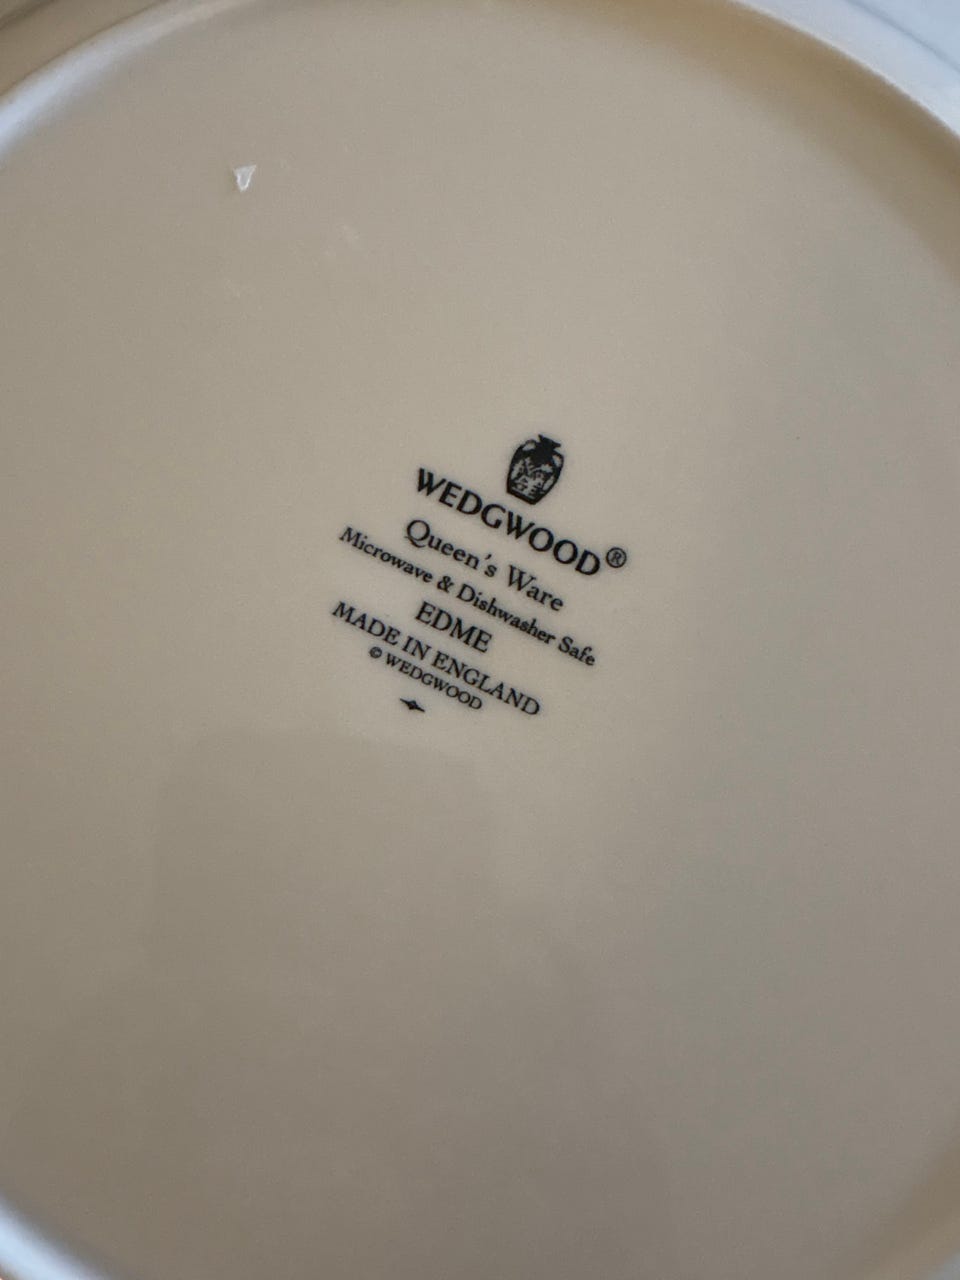 WEDGWOOD®
Queen's Ware
Microwave & Dishwasher Safe
EDME
MADE IN ENGLAND
© WEDGWOOD